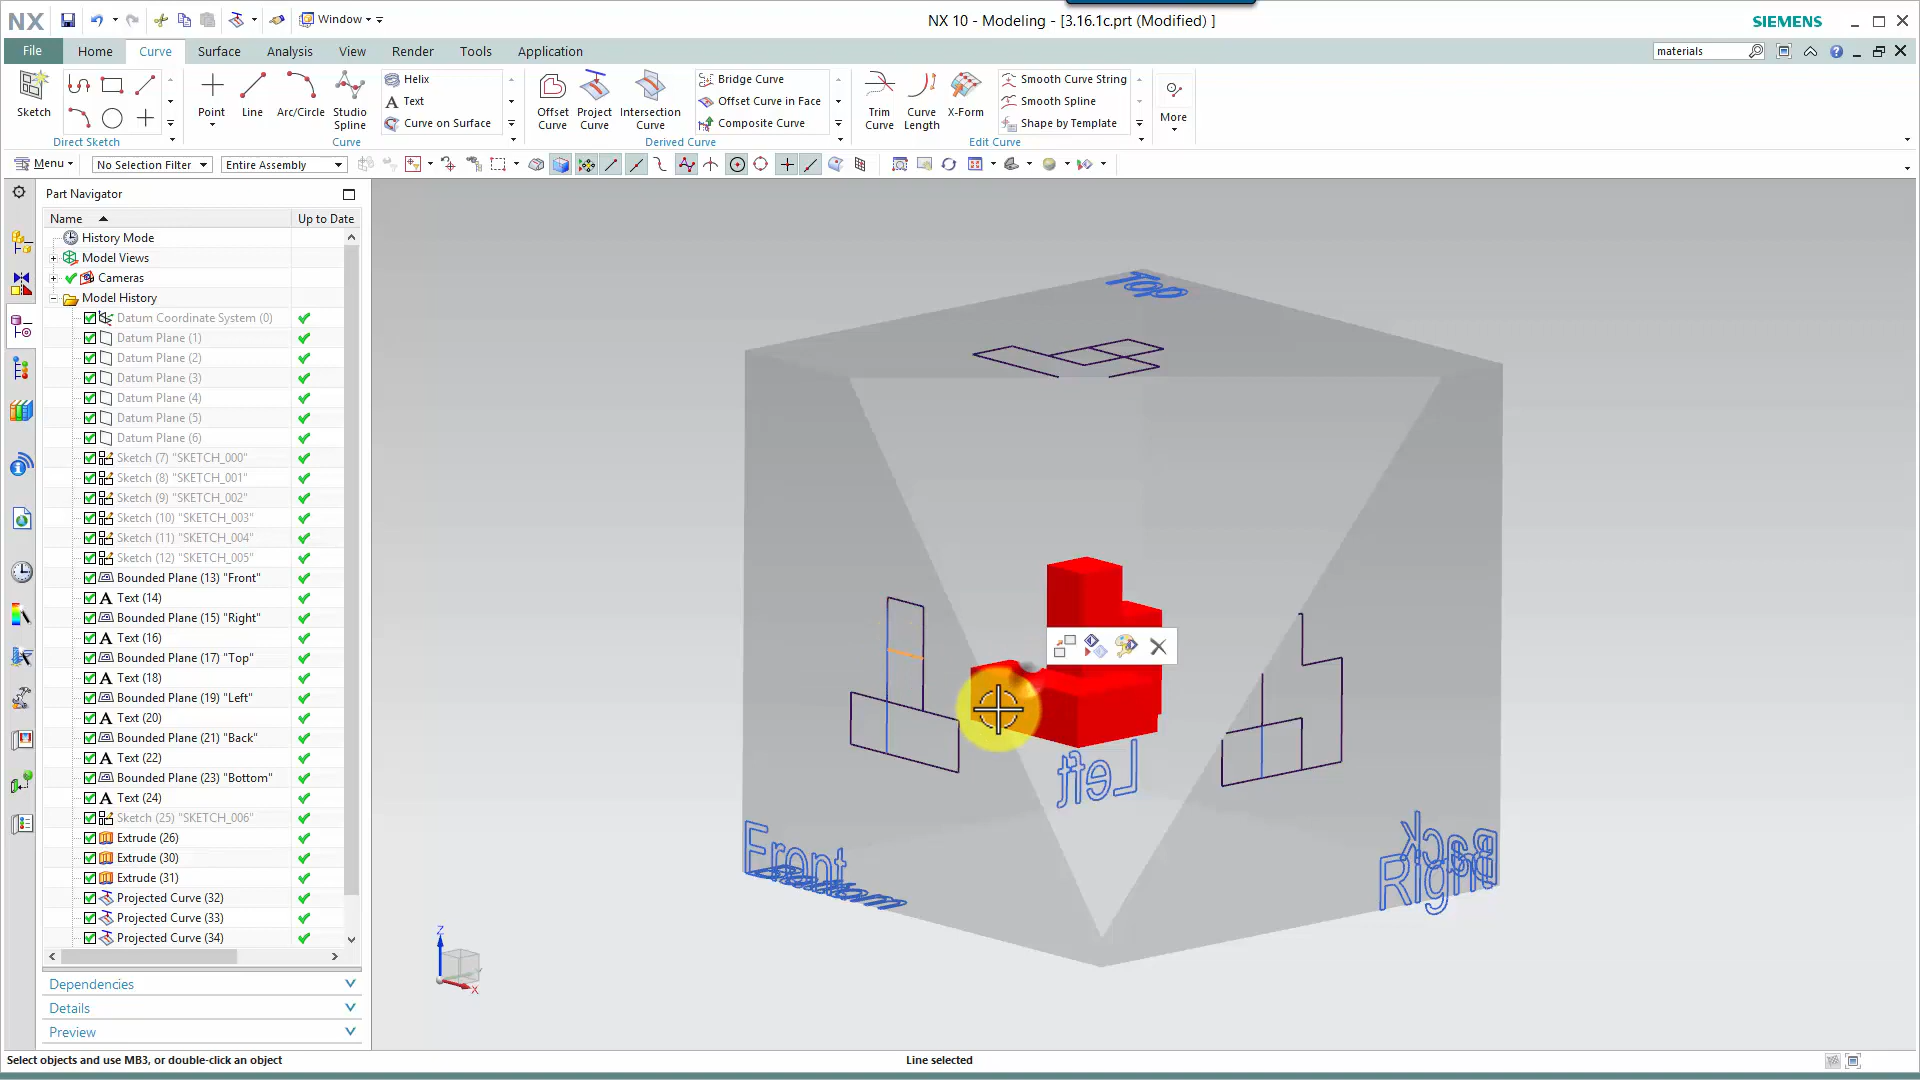 NX
Window
NX 10 - Modeling - [3.16.1c.prt (Modified) ]
SIEMENS
File
Home
Curve
Surface
Analysis
View
Render
Tools
Application
materials
Sketch
Point
Line
Arc/Circle
Studio Spline
Helix
Text
Curve on Surface
Offset Curve
Project Curve
Intersection Curve
Bridge Curve
Offset Curve in Face
Composite Curve
Trim Curve
Curve Length
X-Form
Smooth Curve String
Smooth Spline
Shape by Template
More
Direct Sketch
Curve
Derived Curve
Edit Curve
Menu
No Selection Filter
Entire Assembly
Part Navigator
Name
Up to Date
History Mode
Model Views
Cameras
Model History
Datum Coordinate System (0)
Datum Plane (1)
Datum Plane (2)
Datum Plane (3)
Datum Plane (4)
Datum Plane (5)
Datum Plane (6)
Sketch (7) "SKETCH_000"
Sketch (8) "SKETCH_001"
Sketch (9) "SKETCH_002"
Sketch (10) "SKETCH_003"
Sketch (11) "SKETCH_004"
Sketch (12) "SKETCH_005"
Bounded Plane (13) "Front"
Text (14)
Bounded Plane (15) "Right"
Text (16)
Bounded Plane (17) "Top"
Text (18)
Bounded Plane (19) "Left"
Text (20)
Bounded Plane (21) "Back"
Text (22)
Bounded Plane (23) "Bottom"
Text (24)
Sketch (25) "SKETCH_006"
Extrude (26)
Extrude (30)
Extrude (31)
Projected Curve (32)
Projected Curve (33)
Projected Curve (34)
Dependencies
Details
Preview
Top
Left
Front
Bottom
Back
Right
Z
X
Select objects and use MB3, or double-click an object
Line selected